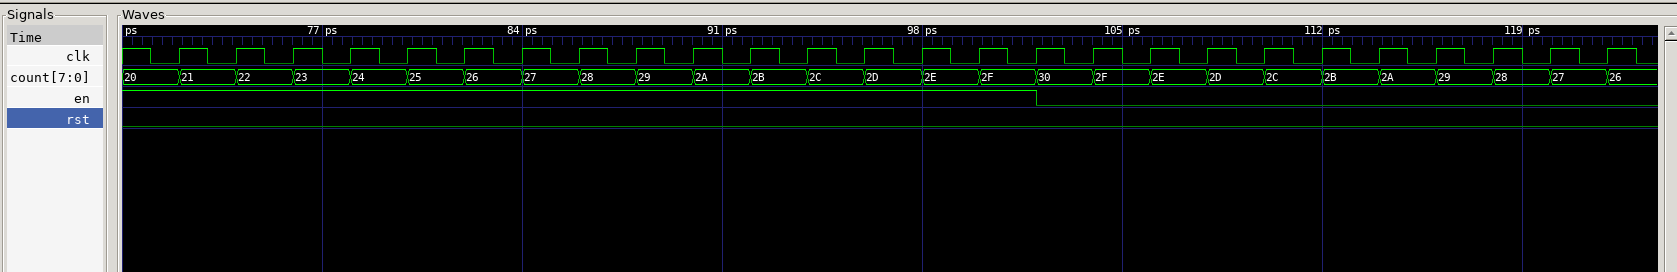 Signals Waves
Time ps 77 ps 84 ps 91 ps 98 ps 105 ps 112 ps 119 ps
clk
count[7:0] 20 21 22 23 24 25 26 27 28 29 2A 2B 2C 2D 2E 2F 30 2F 2E 2D 2C 2B 2A 29 28 27 26
en
rst